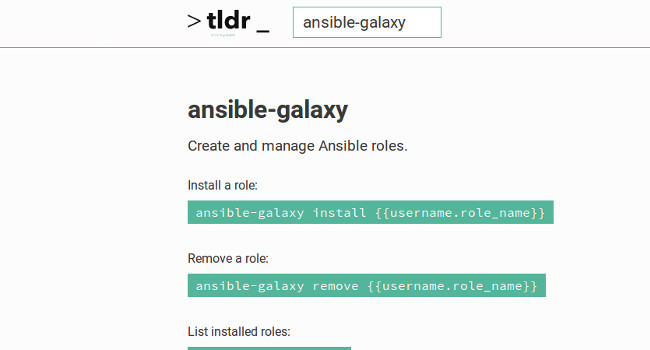 > tldr _
ansible-galaxy
ansible-galaxy
Create and manage Ansible roles.
Install a role:
ansible-galaxy install {{username.role_name}}
Remove a role:
ansible-galaxy remove {{username.role_name}}
List installed roles: